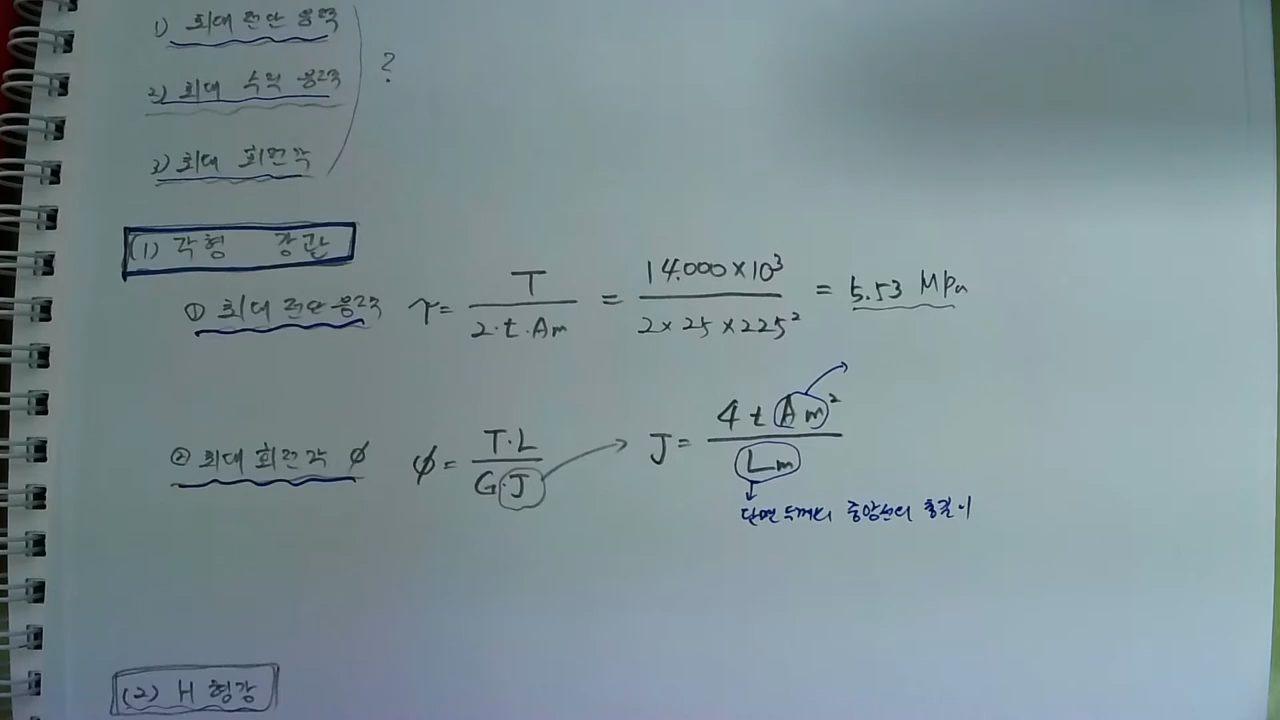 1) 최대 전단 응력
2) 최대 수직 응력
3) 최대 회전각
?
(1) 각형 강관
① 최대 전단응력 τ = T / 2·t·Am = 14.000×10³ / 2×25×225² = 5.53 MPa
② 최대 회전각 ϕ ϕ = T·L / G·J J = 4 t Am² / Lm
단면 두께의 중앙선의 총길이
(2) H 형강